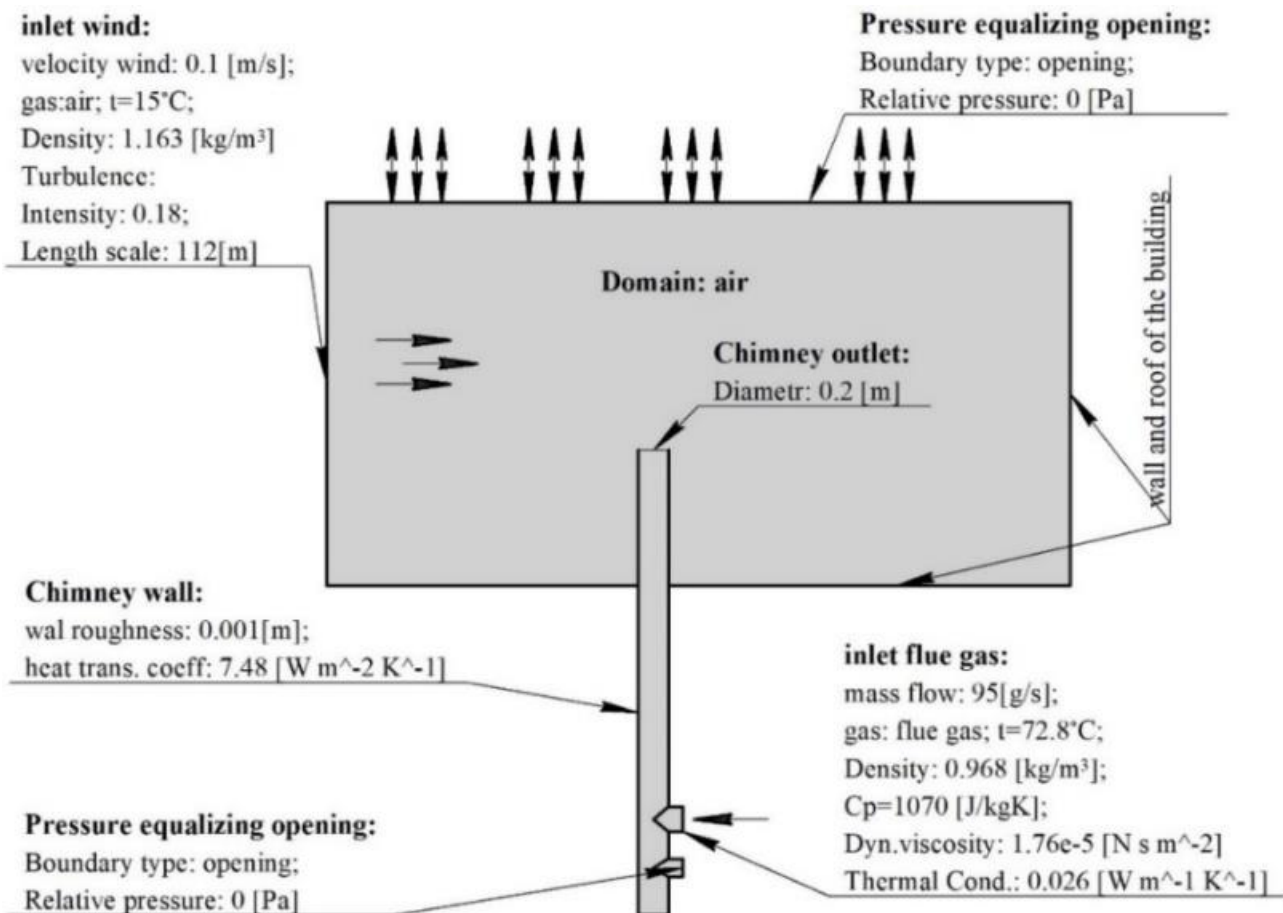 inlet wind:
velocity wind: 0.1 [m/s];
gas:air; t=15°C;
Density: 1.163 [kg/m³]
Turbulence:
Intensity: 0.18;
Length scale: 112[m]
Pressure equalizing opening:
Boundary type: opening;
Relative pressure: 0 [Pa]
wall and roof of the building
Domain: air
Chimney outlet:
Diametr: 0.2 [m]
Chimney wall:
wal roughness: 0.001[m];
heat trans. coeff: 7.48 [W m^-2 K^-1]
inlet flue gas:
mass flow: 95[g/s];
gas: flue gas; t=72.8°C;
Density: 0.968 [kg/m³];
Cp=1070 [J/kgK];
Dyn.viscosity: 1.76e-5 [N s m^-2]
Thermal Cond.: 0.026 [W m^-1 K^-1]
Pressure equalizing opening:
Boundary type: opening;
Relative pressure: 0 [Pa]